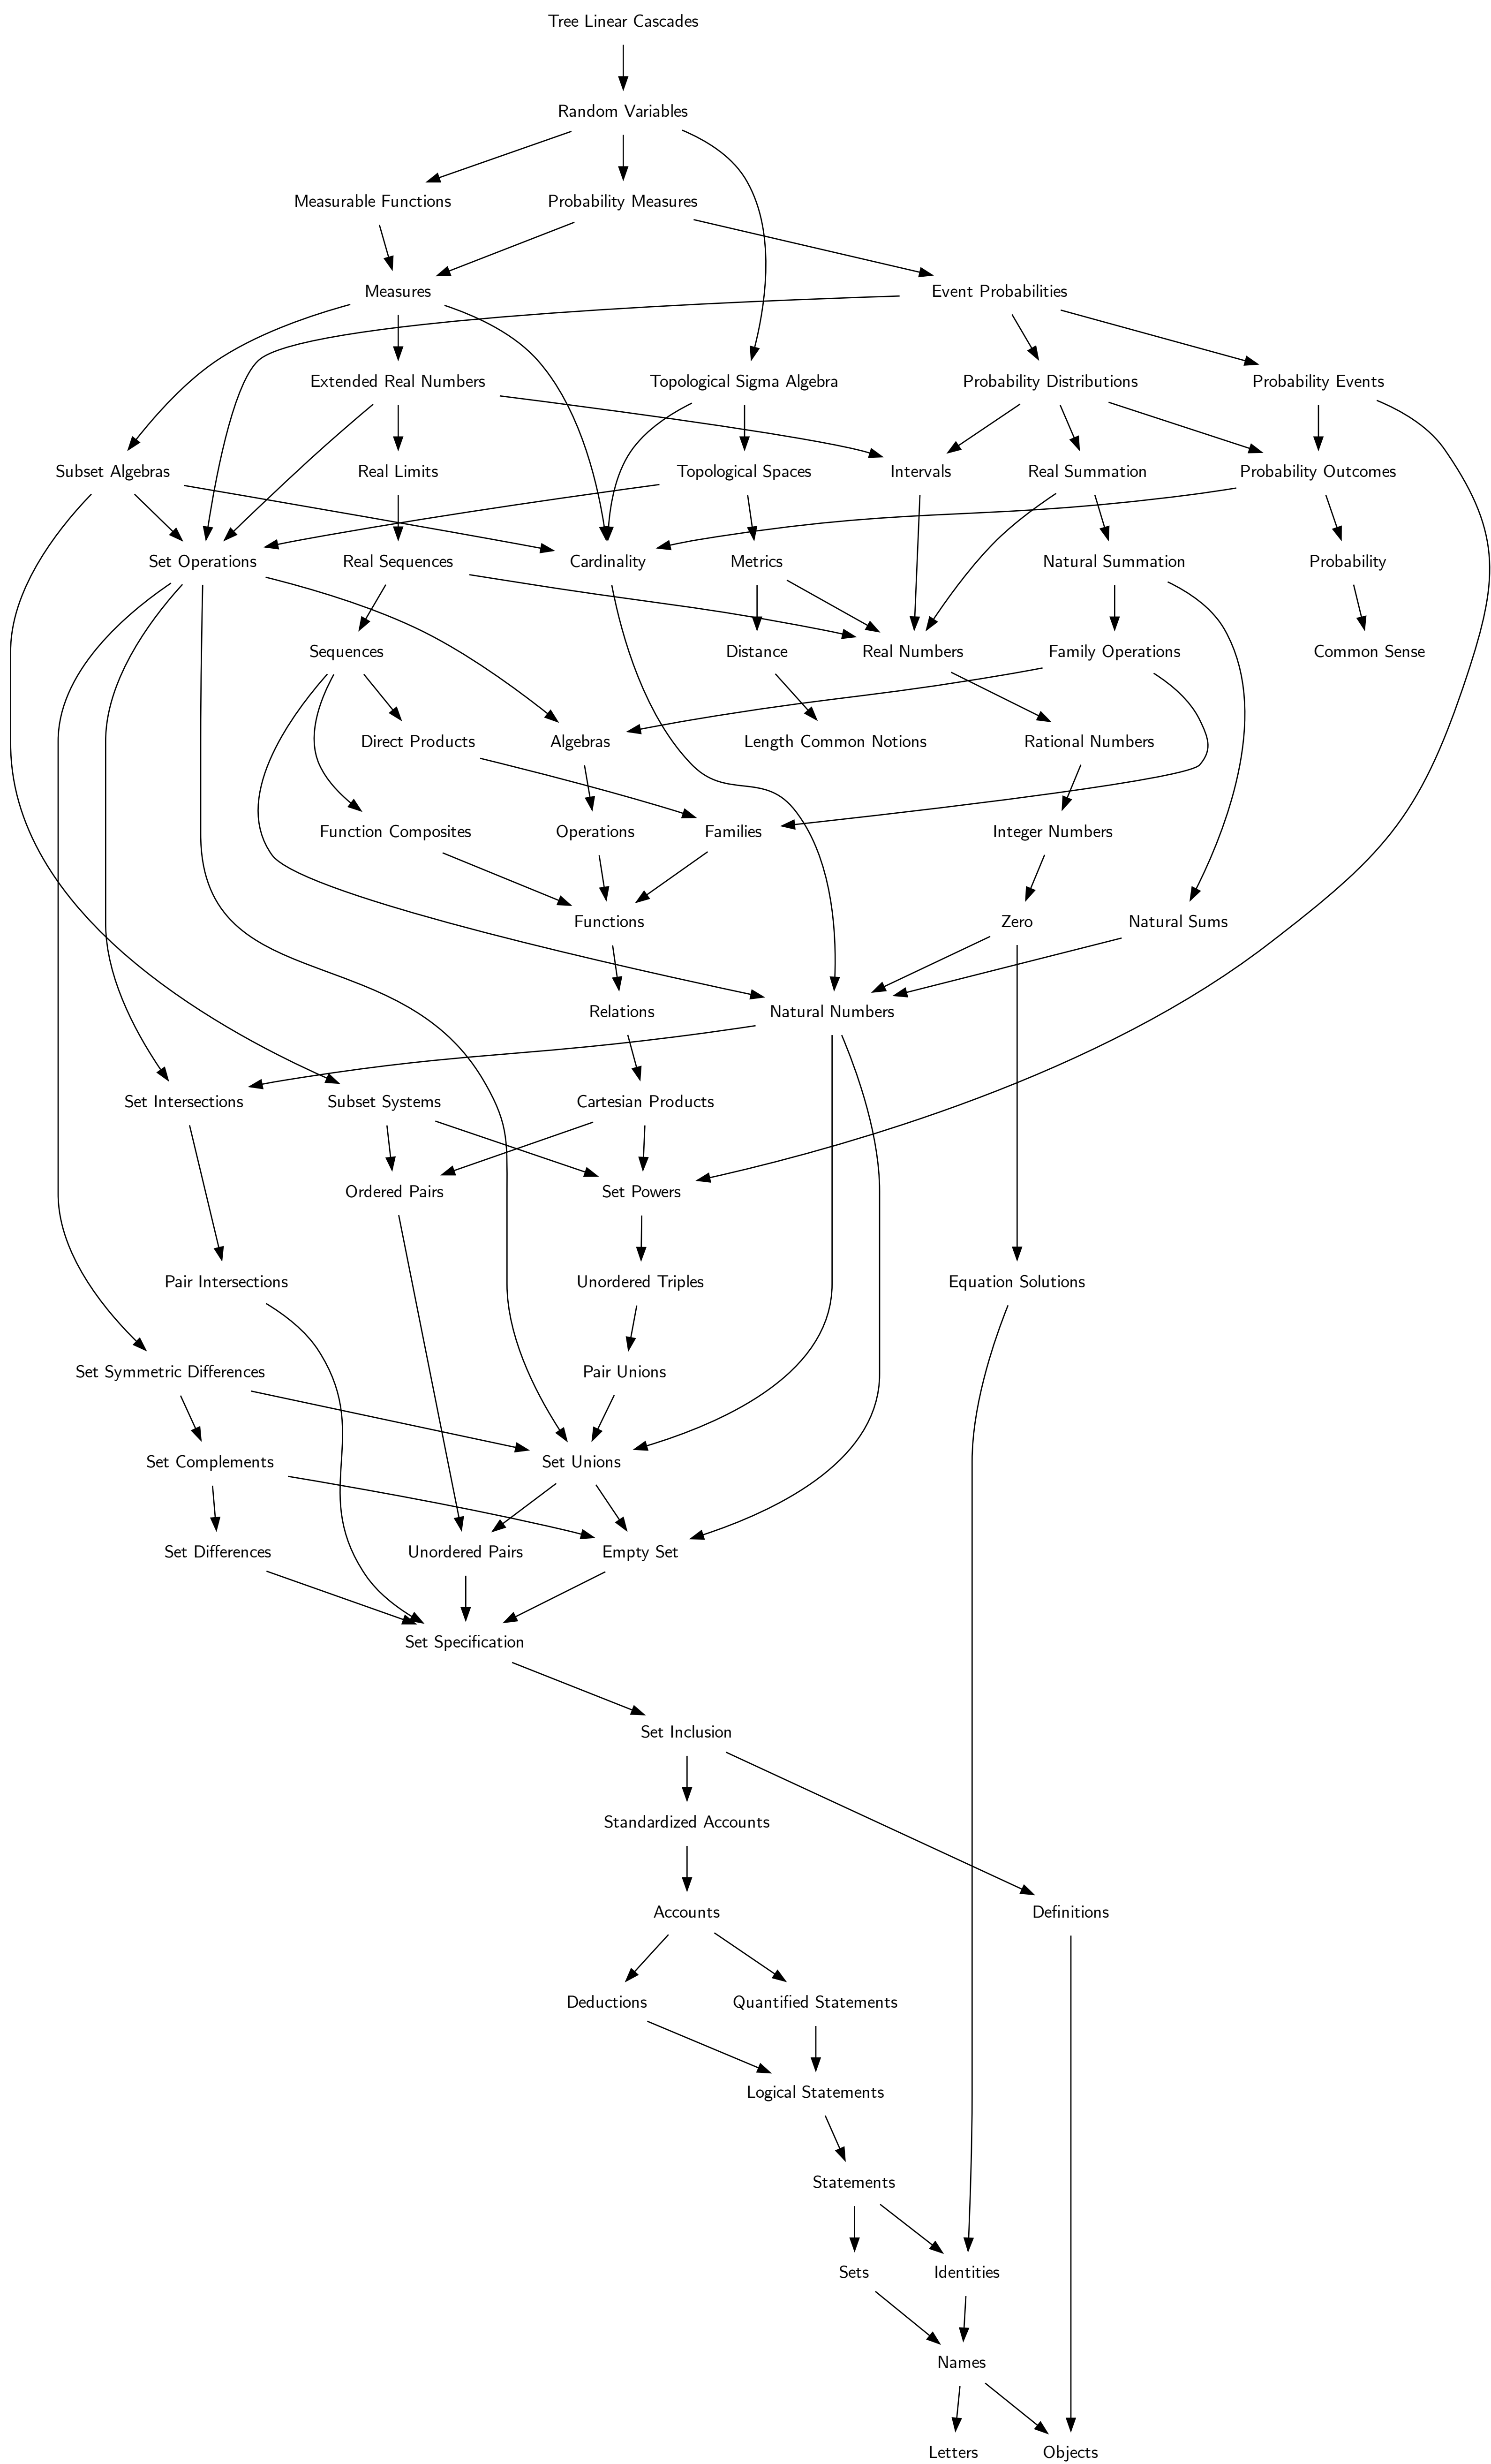 Tree Linear Cascades
Random Variables
Measurable Functions
Probability Measures
Measures
Event Probabilities
Extended Real Numbers
Topological Sigma Algebra
Probability Distributions
Probability Events
Subset Algebras
Real Limits
Topological Spaces
Intervals
Real Summation
Probability Outcomes
Set Operations
Real Sequences
Cardinality
Metrics
Natural Summation
Probability
Sequences
Distance
Real Numbers
Family Operations
Common Sense
Direct Products
Algebras
Length Common Notions
Rational Numbers
Function Composites
Operations
Families
Integer Numbers
Functions
Zero
Natural Sums
Relations
Natural Numbers
Set Intersections
Subset Systems
Cartesian Products
Ordered Pairs
Set Powers
Pair Intersections
Unordered Triples
Equation Solutions
Set Symmetric Differences
Pair Unions
Set Complements
Set Unions
Set Differences
Unordered Pairs
Empty Set
Set Specification
Set Inclusion
Standardized Accounts
Accounts
Definitions
Deductions
Quantified Statements
Logical Statements
Statements
Sets
Identities
Names
Letters
Objects